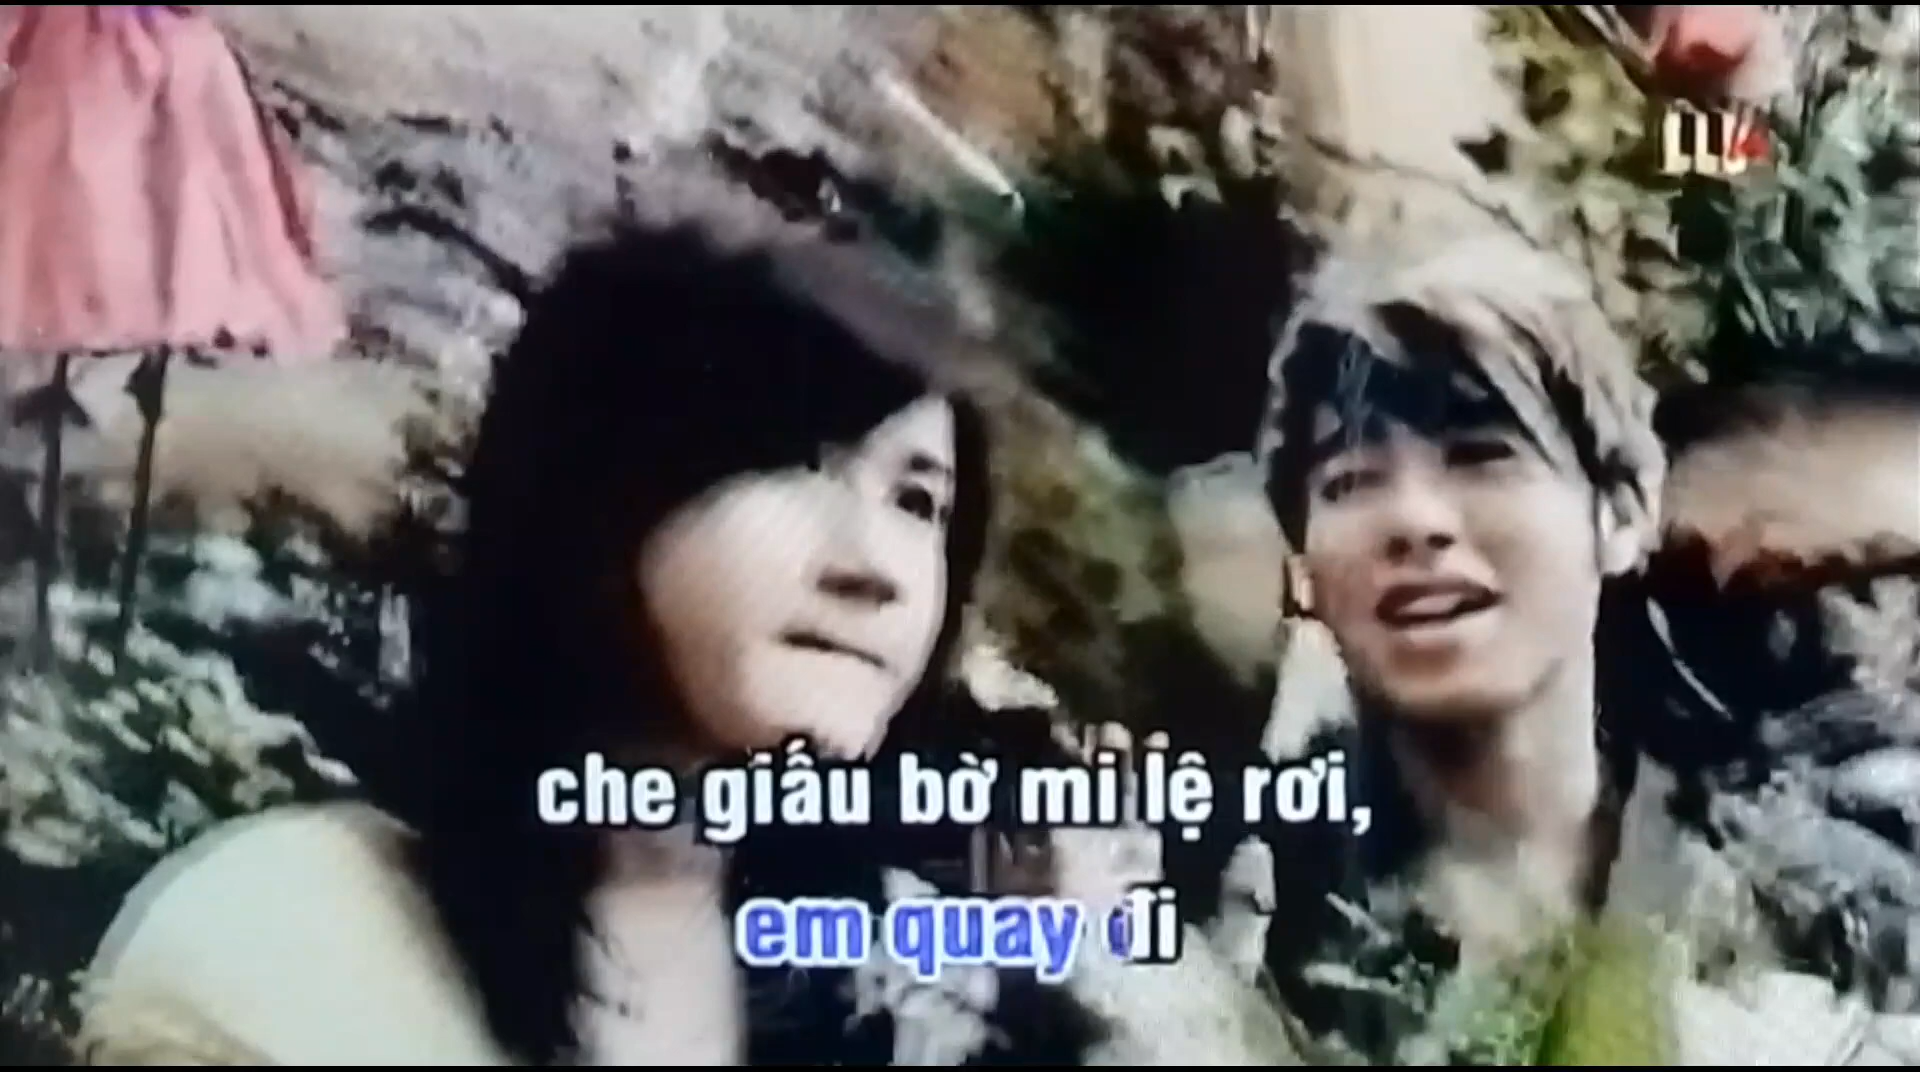 che giấu bờ mi lệ rơi,
em quay đi